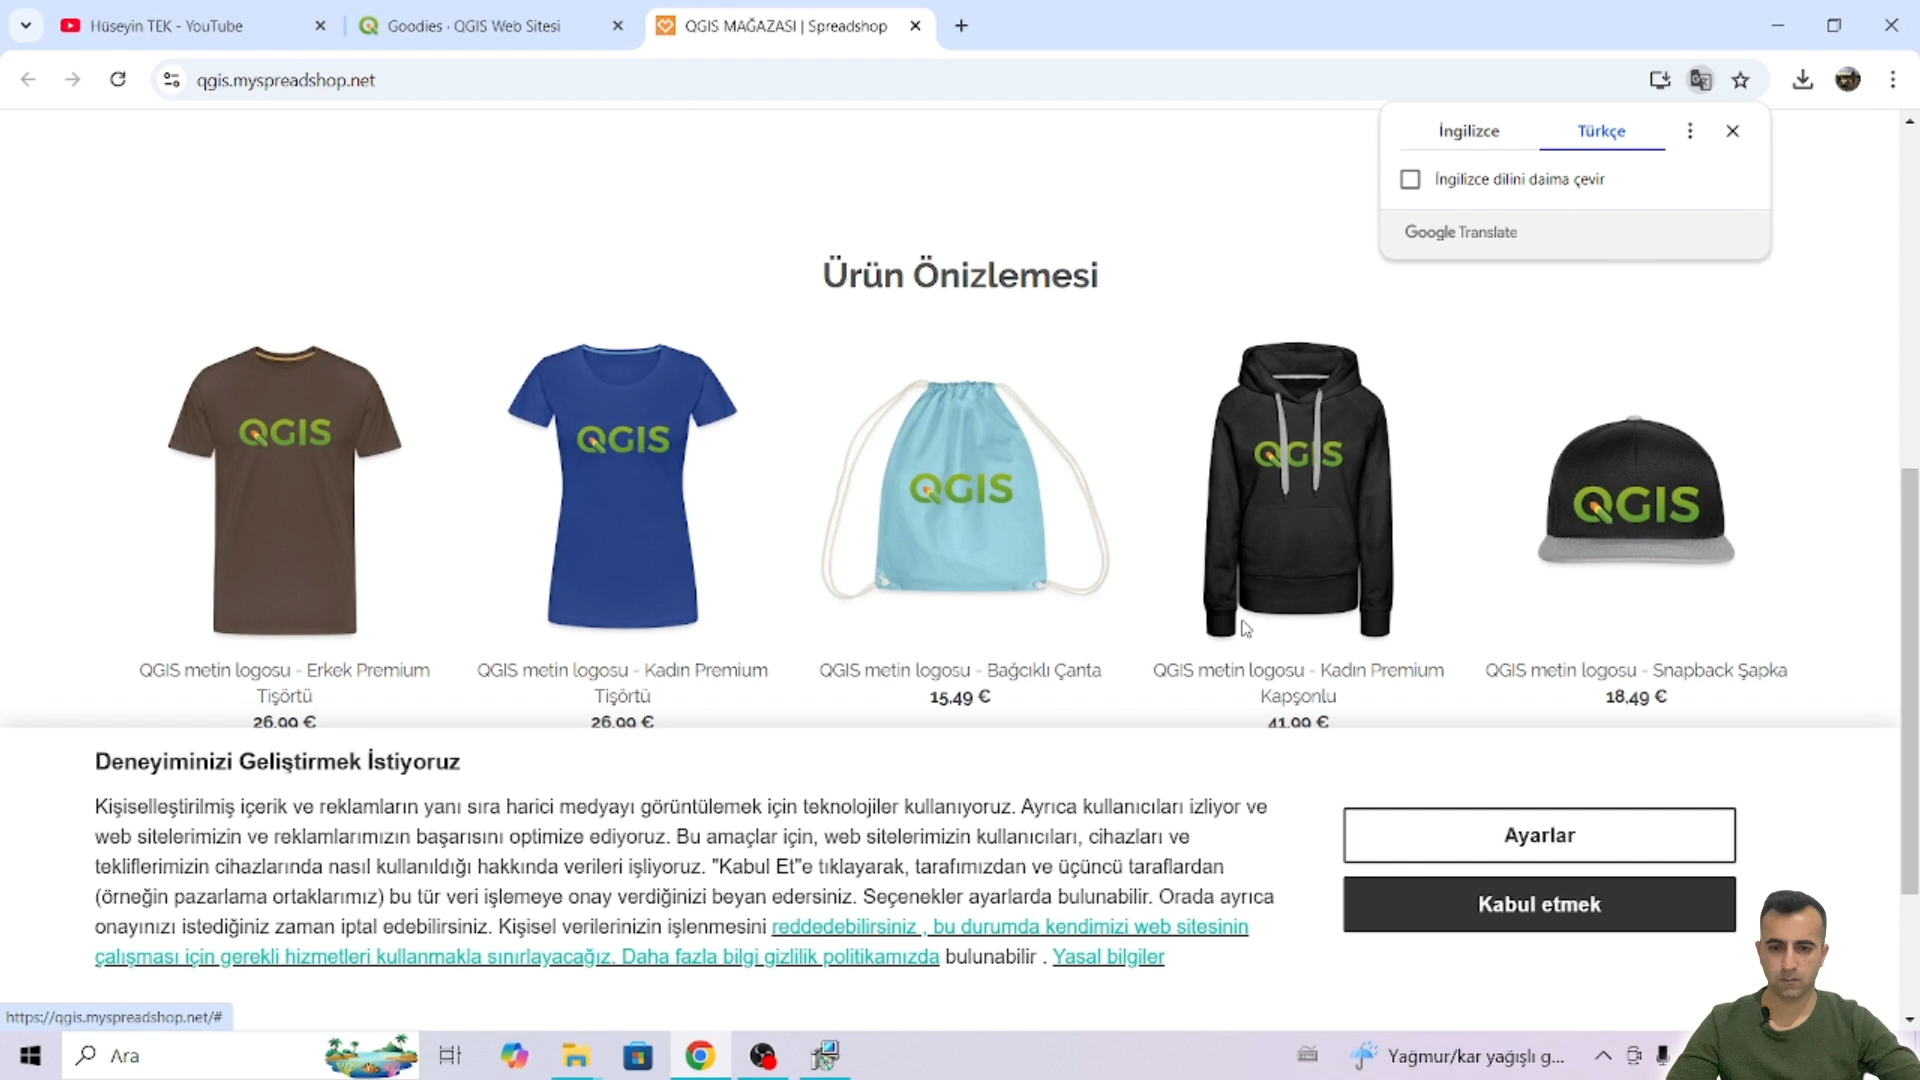 Hüseyin TEK - YouTube
Goodies · QGIS Web Sitesi
QGIS MAĞAZASI | Spreadshop
qgis.myspreadshop.net
İngilizce
Türkçe
İngilizce dilini daima çevir
Google Translate
Ürün Önizlemesi
QGIS
QGIS
QGIS
QGIS
QGIS
QGIS metin logosu - Erkek Premium
Tişörtü
26,99 €
QGIS metin logosu - Kadın Premium
Tişörtü
26,99 €
QGIS metin logosu - Bağcıklı Çanta
15,49 €
QGIS metin logosu - Kadın Premium
Kapşonlu
41,99 €
QGIS metin logosu - Snapback Şapka
18,49 €
Deneyiminizi Geliştirmek İstiyoruz
Kişiselleştirilmiş içerik ve reklamların yanı sıra harici medyayı görüntülemek için teknolojiler kullanıyoruz. Ayrıca kullanıcıları izliyor ve
web sitelerimizin ve reklamlarımızın başarısını optimize ediyoruz. Bu amaçlar için, web sitelerimizin kullanıcıları, cihazları ve
tekliflerimizin cihazlarında nasıl kullanıldığı hakkında verileri işliyoruz. "Kabul Et"e tıklayarak, tarafımızdan ve üçüncü taraflardan
(örneğin pazarlama ortaklarımız) bu tür veri işlemeye onay verdiğinizi beyan edersiniz. Seçenekler ayarlarda bulunabilir. Orada ayrıca
onayınızı istediğiniz zaman iptal edebilirsiniz. Kişisel verilerinizin işlenmesini reddedebilirsiniz , bu durumda kendimizi web sitesinin
çalışması için gerekli hizmetleri kullanmakla sınırlayacağız. Daha fazla bilgi gizlilik politikamızda bulunabilir . Yasal bilgiler
Ayarlar
Kabul etmek
https://qgis.myspreadshop.net/#
Ara
Yağmur/kar yağışlı g...